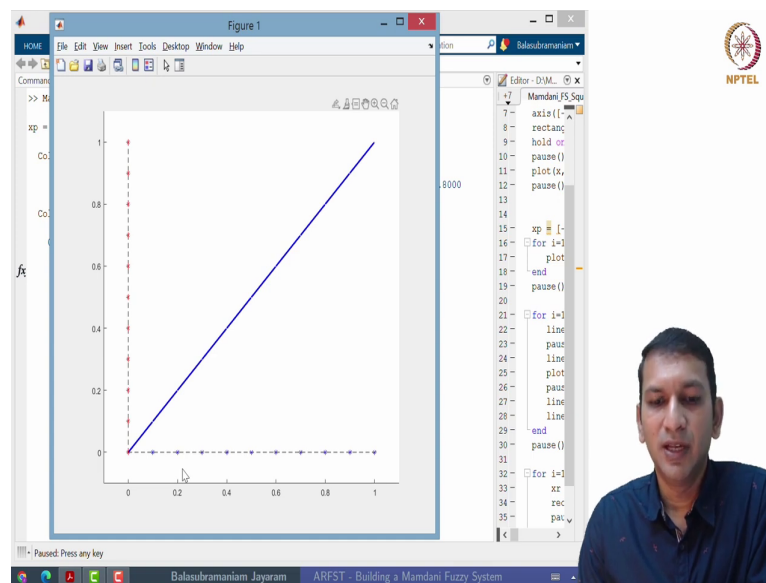 Figure 1
HOME
File Edit View Insert Tools Desktop Window Help
Balasubramaniam
NPTEL
Editor - D:\M...
+7 Mamdani_FS_Squ
xp =
1
0.8
0.6
0.4
0.2
0
0 0.2 0.4 0.6 0.8 1
.8000
fx
7 - axis([-
8 - rectang
9 - hold on
10 - pause()
11 - plot(x,
12 - pause()
13
14
15 - xp = [-
16 - for i=1
17 - plot
18 - end
19 - pause()
20
21 - for i=1
22 - line
23 - paus
24 - line
25 - plot
26 - paus
27 - line
28 - line
29 - end
30 - pause()
31
32 - for i=1
33 - xr
34 - rec
35 - pau
Paused: Press any key
Balasubramaniam Jayaram ARFST - Building a Mamdani Fuzzy System